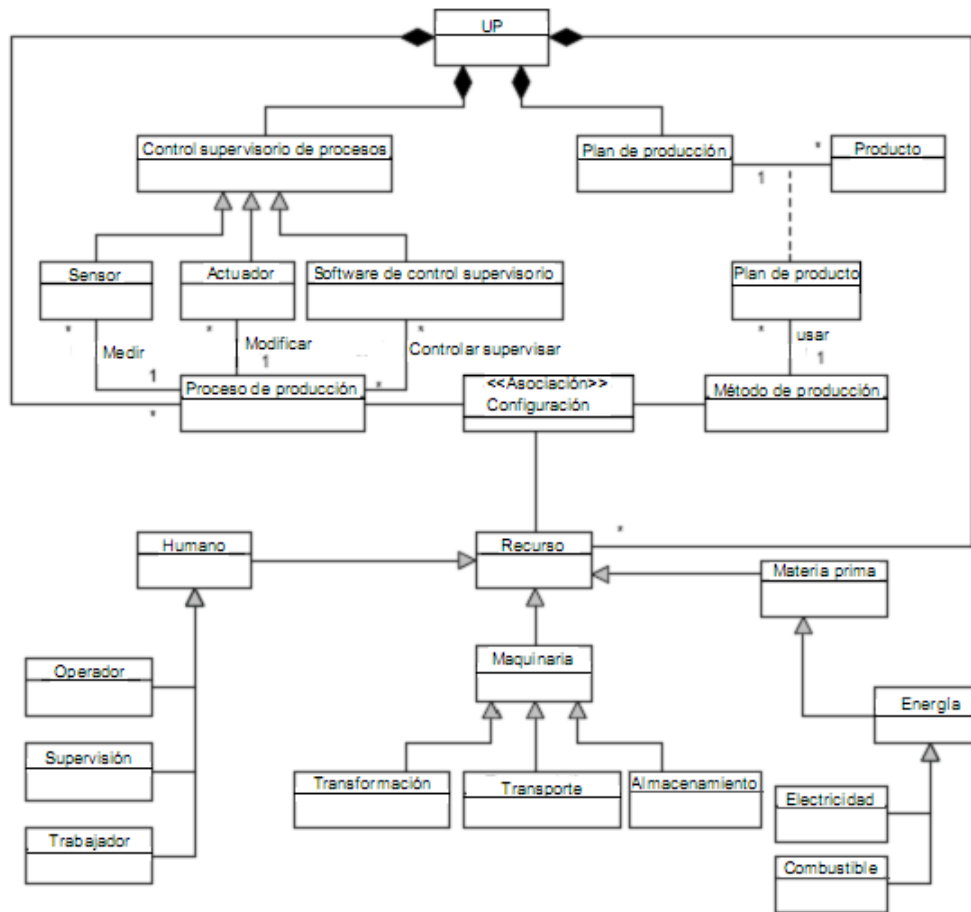 UP
Control supervisorio de procesos
Plan de producción
*
1
Producto
Sensor
Actuador
Software de control supervisorio
Plan de producto
*
Medir
1
*
Modificar
1
*
Controlar supervisar
*
*
usar
1
Proceso de producción
*
<<Asociación>>
Configuración
Método de producción
Humano
Recurso
*
Materia prima
Operador
Supervisión
Trabajador
Maquinaria
Transformación
Transporte
Almacenamiento
Energía
Electricidad
Combustible